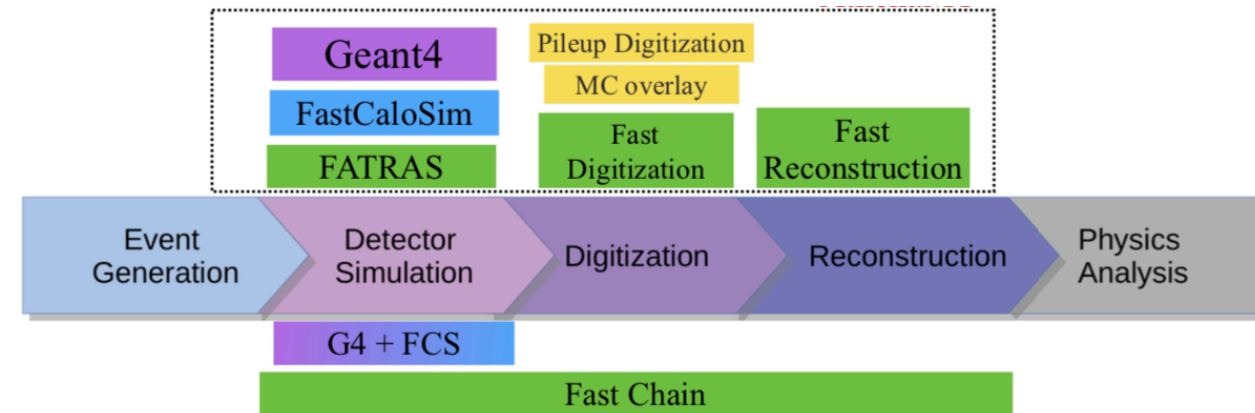 Geant4
FastCaloSim
FATRAS
Pileup Digitization
MC overlay
Fast
Digitization
Fast
Reconstruction
Event
Generation
Detector
Simulation
Digitization
Reconstruction
Physics
Analysis
G4 + FCS
Fast Chain